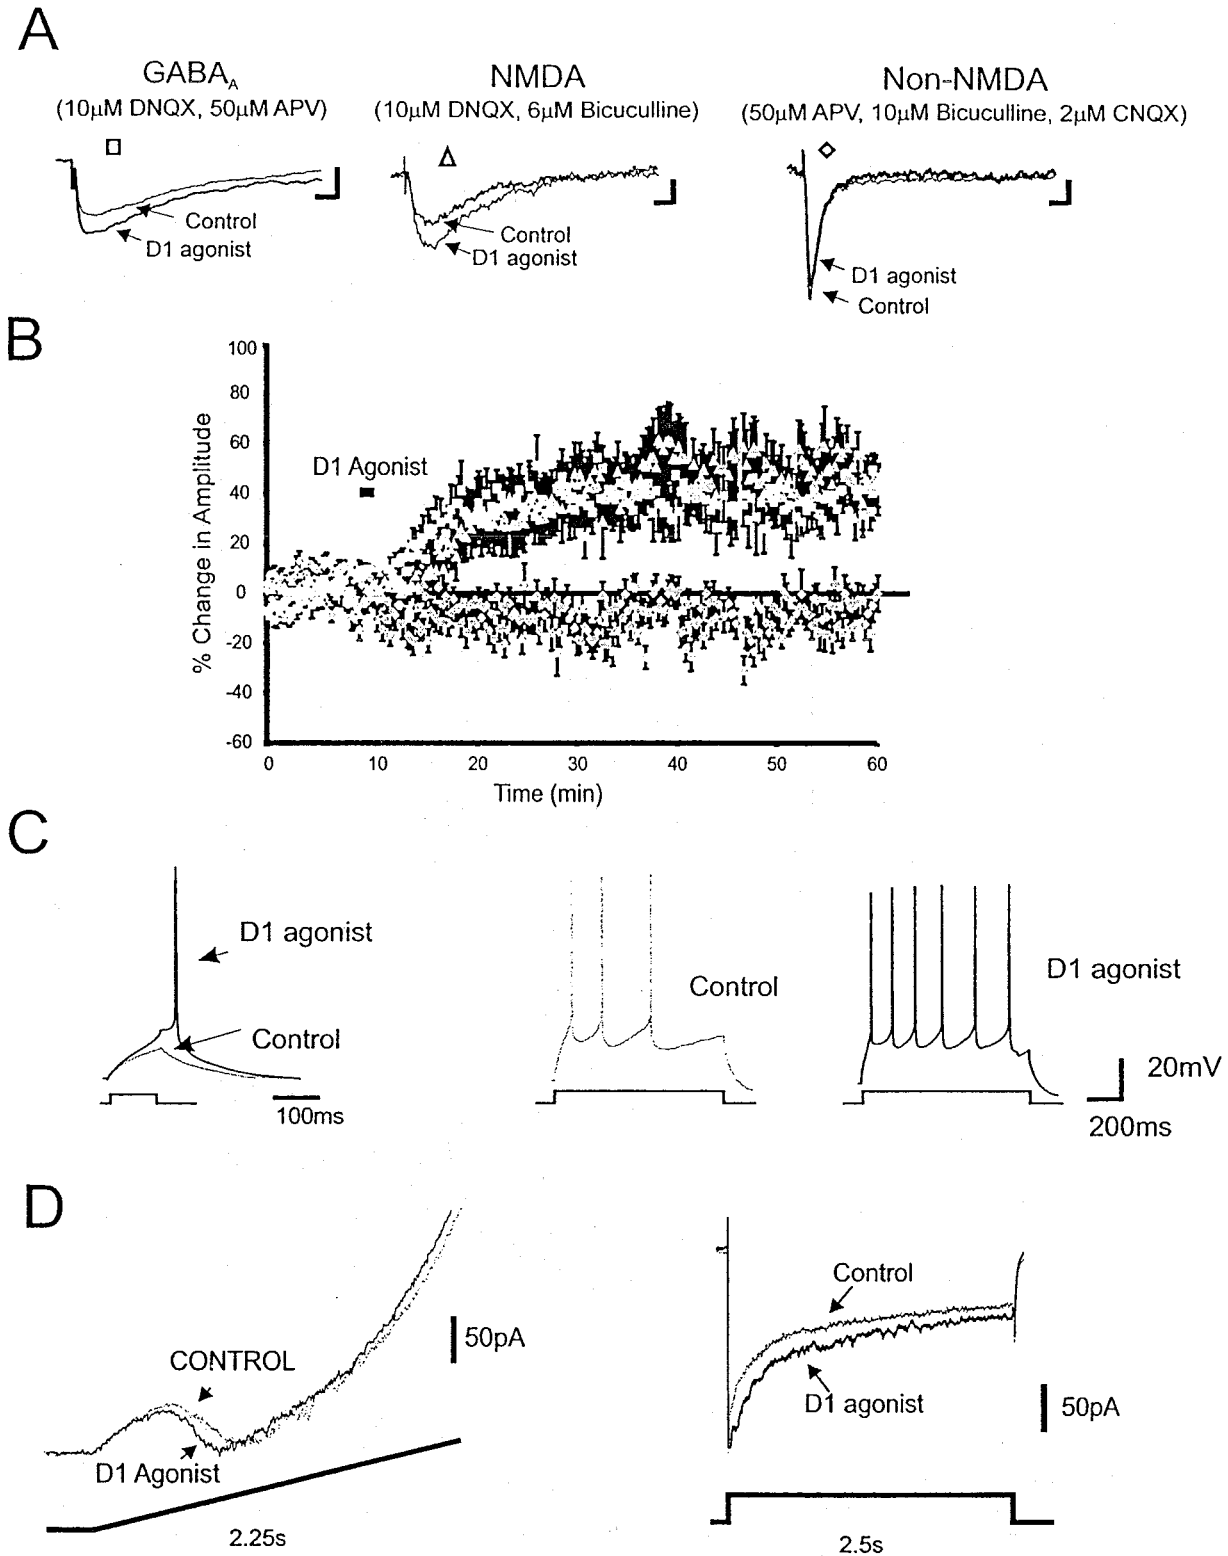 A
GABAA
(10µM DNQX, 50µM APV)
NMDA
(10µM DNQX, 6µM Bicuculline)
Non-NMDA
(50µM APV, 10µM Bicuculline, 2µM CNQX)
Control
D1 agonist
Control
D1 agonist
D1 agonist
Control
B
% Change in Amplitude
100
80
60
40
20
0
-20
-40
-60
D1 Agonist
0 10 20 30 40 50 60
Time (min)
C
D1 agonist
Control
100ms
Control
D1 agonist
20mV
200ms
D
CONTROL
D1 Agonist
50pA
2.25s
Control
D1 agonist
50pA
2.5s